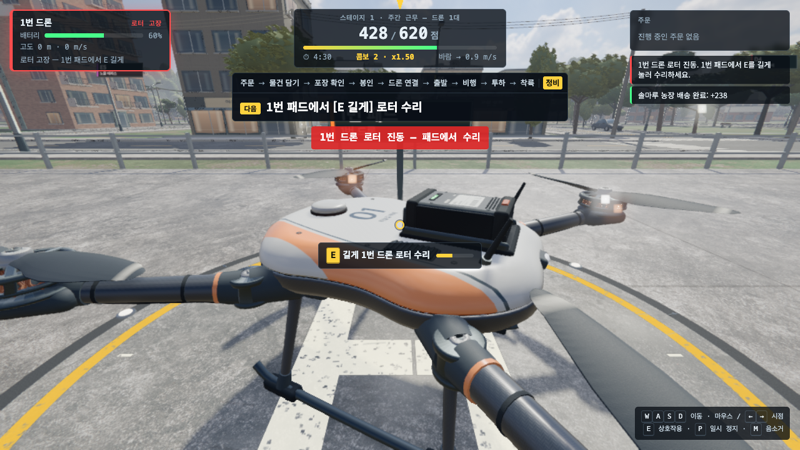 1번 드론 로터 고장
배터리 60%
고도 0 m · 0 m/s
로터 고장 — 1번 패드에서 E 길게
스테이지 1 · 주간 근무 — 드론 1대
428 / 620 점
⏱ 4:30 콤보 2 · x1.50 바람 → 0.9 m/s
주문 → 물건 담기 → 포장 확인 → 봉인 → 드론 연결 → 출발 → 비행 → 투하 → 착륙 정비
다음 1번 패드에서 [E 길게] 로터 수리
1번 드론 로터 진동 — 패드에서 수리
주문
진행 중인 주문 없음
1번 드론 로터 진동. 1번 패드에서 E를 길게
눌러 수리하세요.
솔마루 농장 배송 완료: +238
01
E 길게 1번 드론 로터 수리
W A S D 이동 · 마우스 / ← → 시점
E 상호작용 · P 일시 정지 · M 음소거